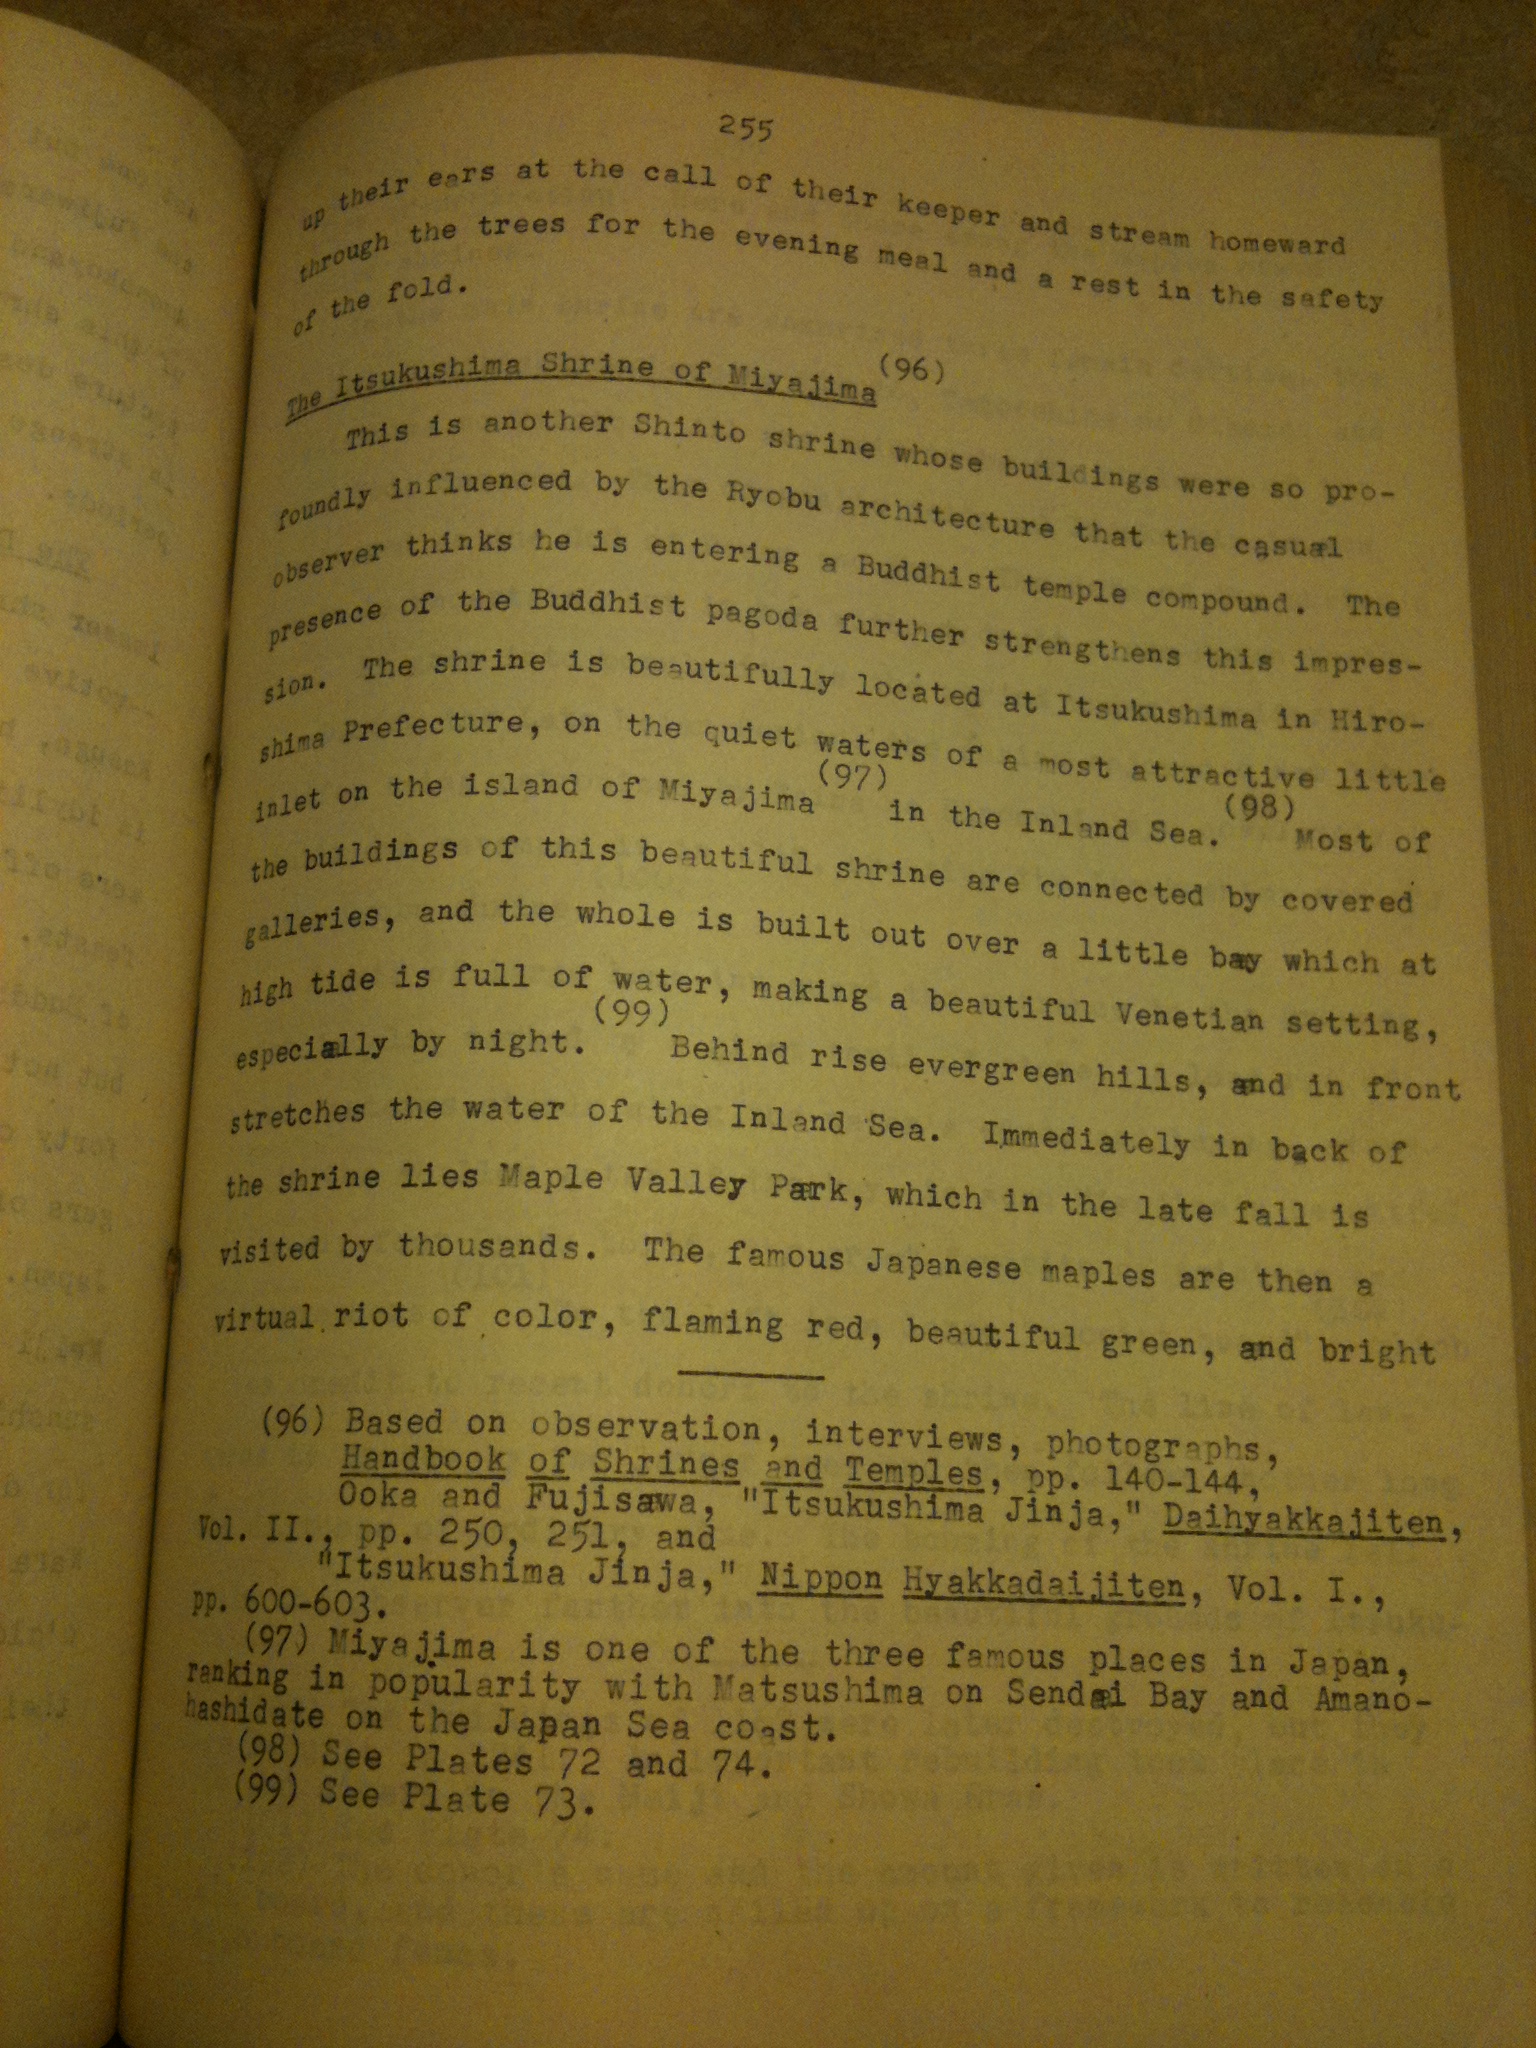 255
up their ears at the call of their keeper and stream homeward
through the trees for the evening meal and a rest in the safety
of the fold.
The Itsukushima Shrine of Miyajima (96)
This is another Shinto shrine whose buildings were so pro-
foundly influenced by the Ryobu architecture that the casual
observer thinks he is entering a Buddhist temple compound. The
presence of the Buddhist pagoda further strengthens this impres-
sion. The shrine is beautifully located at Itsukushima in Hiro-
shima Prefecture, on the quiet waters of a most attractive little
inlet on the island of Miyajima (97) in the Inland Sea. (98) Most of
the buildings of this beautiful shrine are connected by covered
galleries, and the whole is built out over a little bay which at
high tide is full of water, making a beautiful Venetian setting,
especially by night. (99) Behind rise evergreen hills, and in front
stretches the water of the Inland Sea. Immediately in back of
the shrine lies Maple Valley Park, which in the late fall is
visited by thousands. The famous Japanese maples are then a
virtual riot of color, flaming red, beautiful green, and bright
(96) Based on observation, interviews, photographs,
Handbook of Shrines and Temples, pp. 140-144,
Ooka and Fujisawa, "Itsukushima Jinja," Daihyakkajiten,
Vol. II., pp. 250, 251, and
"Itsukushima Jinja," Nippon Hyakkadaijiten, Vol. I.,
pp. 600-603.
(97) Miyajima is one of the three famous places in Japan,
ranking in popularity with Matsushima on Sendai Bay and Amano-
hashidate on the Japan Sea coast.
(98) See Plates 72 and 74.
(99) See Plate 73.